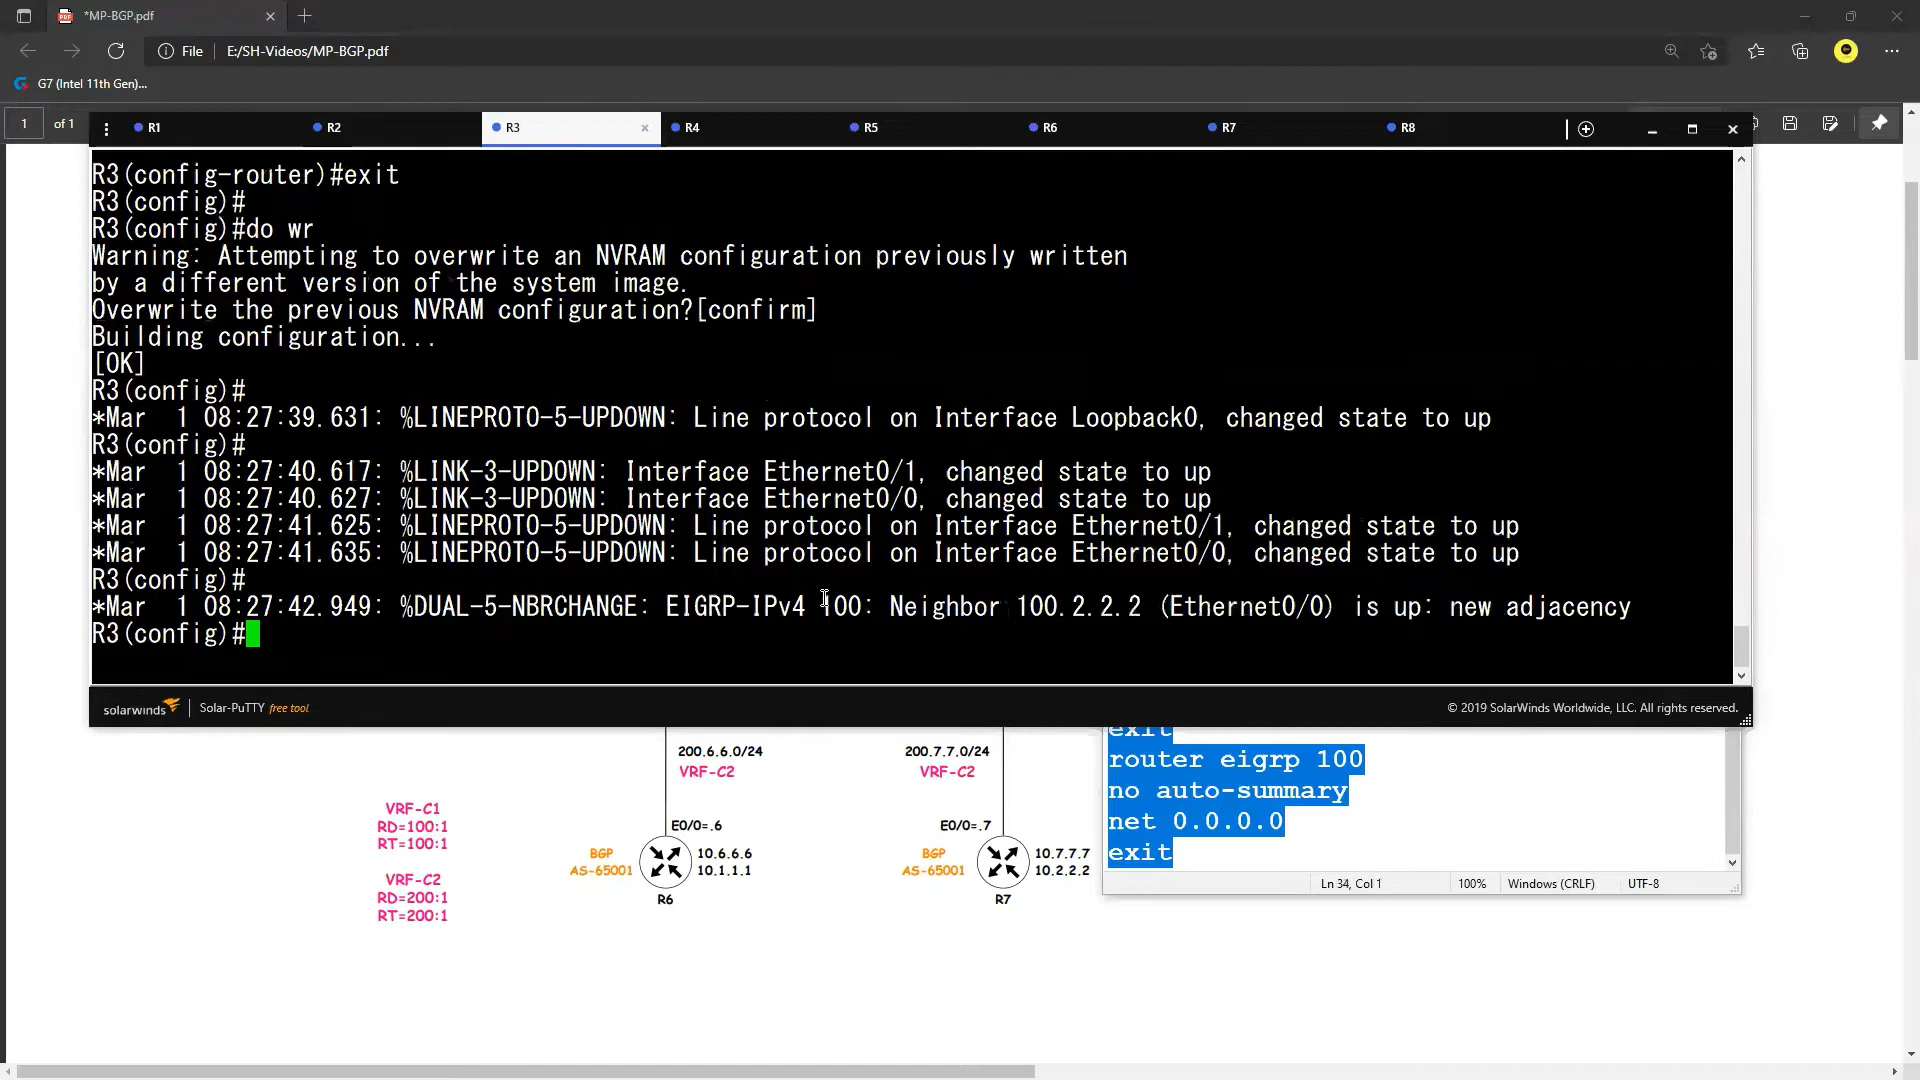 *MP-BGP.pdf
File
E:/SH-Videos/MP-BGP.pdf
G7 (Intel 11th Gen)...
1 of 1
R1
R2
R3
R4
R5
R6
R7
R8
R3(config-router)#exit
R3(config)#
R3(config)#do wr
Warning: Attempting to overwrite an NVRAM configuration previously written
by a different version of the system image.
Overwrite the previous NVRAM configuration?[confirm]
Building configuration...
[OK]
R3(config)#
*Mar  1 08:27:39.631: %LINEPROTO-5-UPDOWN: Line protocol on Interface Loopback0, changed state to up
R3(config)#
*Mar  1 08:27:40.617: %LINK-3-UPDOWN: Interface Ethernet0/1, changed state to up
*Mar  1 08:27:40.627: %LINK-3-UPDOWN: Interface Ethernet0/0, changed state to up
*Mar  1 08:27:41.625: %LINEPROTO-5-UPDOWN: Line protocol on Interface Ethernet0/1, changed state to up
*Mar  1 08:27:41.635: %LINEPROTO-5-UPDOWN: Line protocol on Interface Ethernet0/0, changed state to up
R3(config)#
*Mar  1 08:27:42.949: %DUAL-5-NBRCHANGE: EIGRP-IPv4 100: Neighbor 100.2.2.2 (Ethernet0/0) is up: new adjacency
R3(config)#
solarwinds
Solar-PuTTY free tool
© 2019 SolarWinds Worldwide, LLC. All rights reserved.
exit
router eigrp 100
no auto-summary
net 0.0.0.0
exit
Ln 34, Col 1
100%
Windows (CRLF)
UTF-8
200.6.6.0/24
VRF-C2
200.7.7.0/24
VRF-C2
VRF-C1
RD=100:1
RT=100:1
VRF-C2
RD=200:1
RT=200:1
E0/0=.6
BGP
AS-65001
10.6.6.6
10.1.1.1
R6
E0/0=.7
BGP
AS-65001
10.7.7.7
10.2.2.2
R7